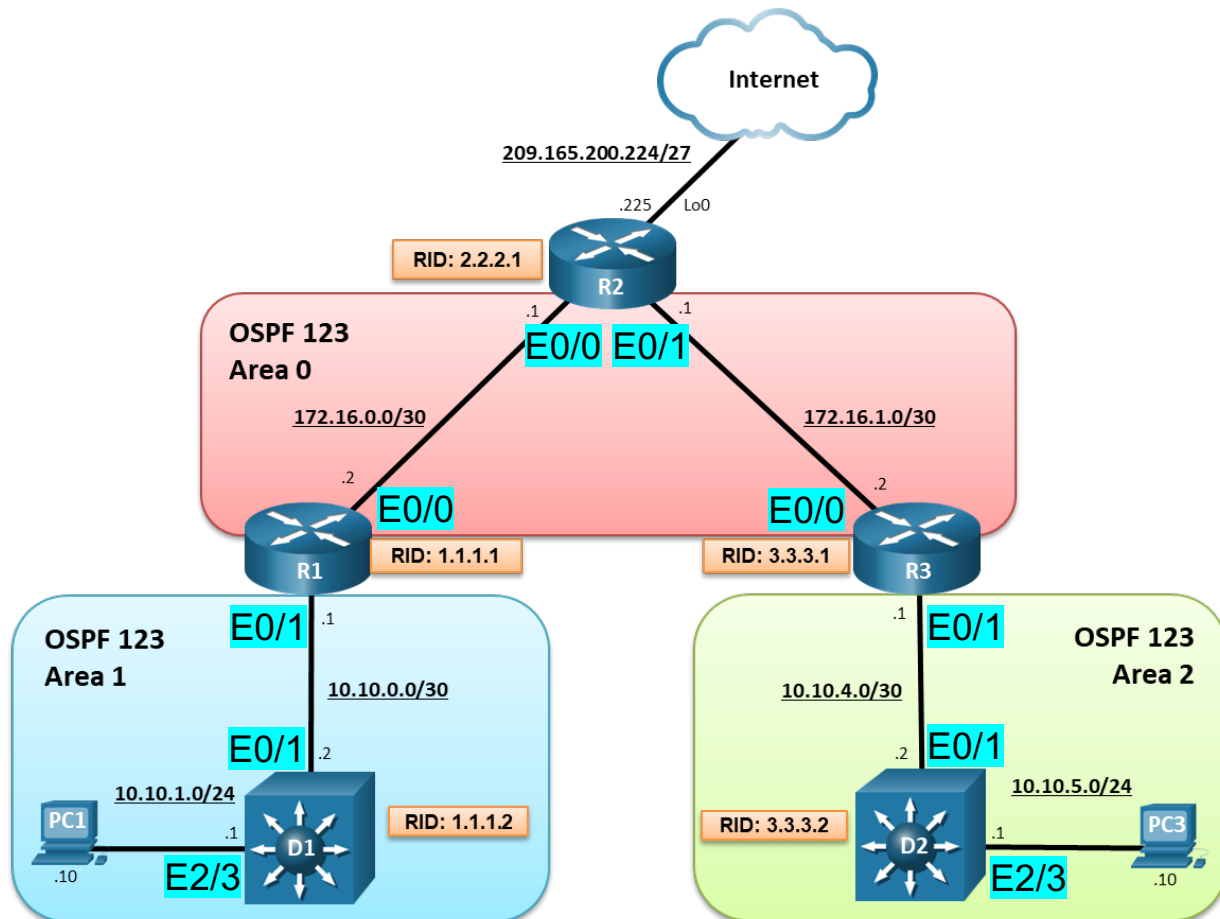 Internet
209.165.200.224/27
.225
Lo0
RID: 2.2.2.1
R2
OSPF 123
Area 0
.1
.1
E0/0
E0/1
172.16.0.0/30
172.16.1.0/30
.2
.2
E0/0
E0/0
R1
RID: 1.1.1.1
RID: 3.3.3.1
R3
OSPF 123
Area 1
E0/1
.1
10.10.0.0/30
E0/1
.2
10.10.1.0/24
PC1
.1
.10
E2/3
D1
RID: 1.1.1.2
.1
E0/1
OSPF 123
Area 2
10.10.4.0/30
.2
E0/1
10.10.5.0/24
RID: 3.3.3.2
D2
.1
PC3
E2/3
.10